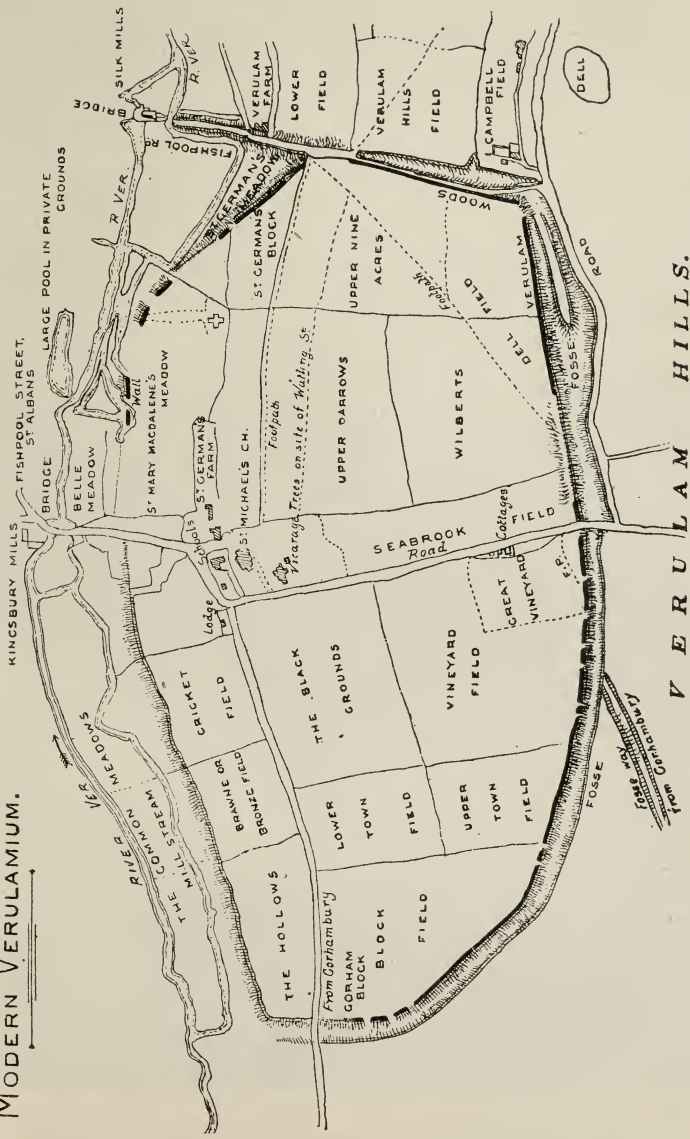 MODERN VERULAMIUM.
KINGSBURY MILLS
FISHPOOL STREET,
ST ALBANS
BRIDGE
LARGE POOL IN PRIVATE
GROUNDS
SILK MILLS
BRIDGE
R. VER
R. VER
FISHPOOL RD
RIVER VER
THE COMMON MEADOWS
MILL STREAM
BELLE
MEADOW
Wall
ST MARY MAGDALENE'S
MEADOW
ST GERMANS
MEADOW
VERULAM
FARM
LOWER
FIELD
VERULAM
HILLS
FIELD
CAMPBELL
FIELD
DELL
ST GERMANS
BLOCK
ST GERMANS
FARM
Schools
ST MICHAEL'S CH.
Lodge
Vicarage
Trees on site of Watling St
Footpath
CRICKET
FIELD
BRAWNE OR
BRONZE FIELD
THE HOLLOWS
From Gorhambury
GORHAM
BLOCK
BLOCK
FIELD
LOWER
TOWN
FIELD
UPPER
TOWN
FIELD
THE BLACK
GROUNDS
VINEYARD
FIELD
GREAT
VINEYARD
F.P.
SEABROOK
FIELD
Road
Cottages
UPPER DARROWS
WILBERTS
UPPER NINE
ACRES
Footpath
DELL
FIELD
VERULAM
WOODS
FOSSE
ROAD
FOSSE
Fosse way
from Gorhambury
VERULAM HILLS.